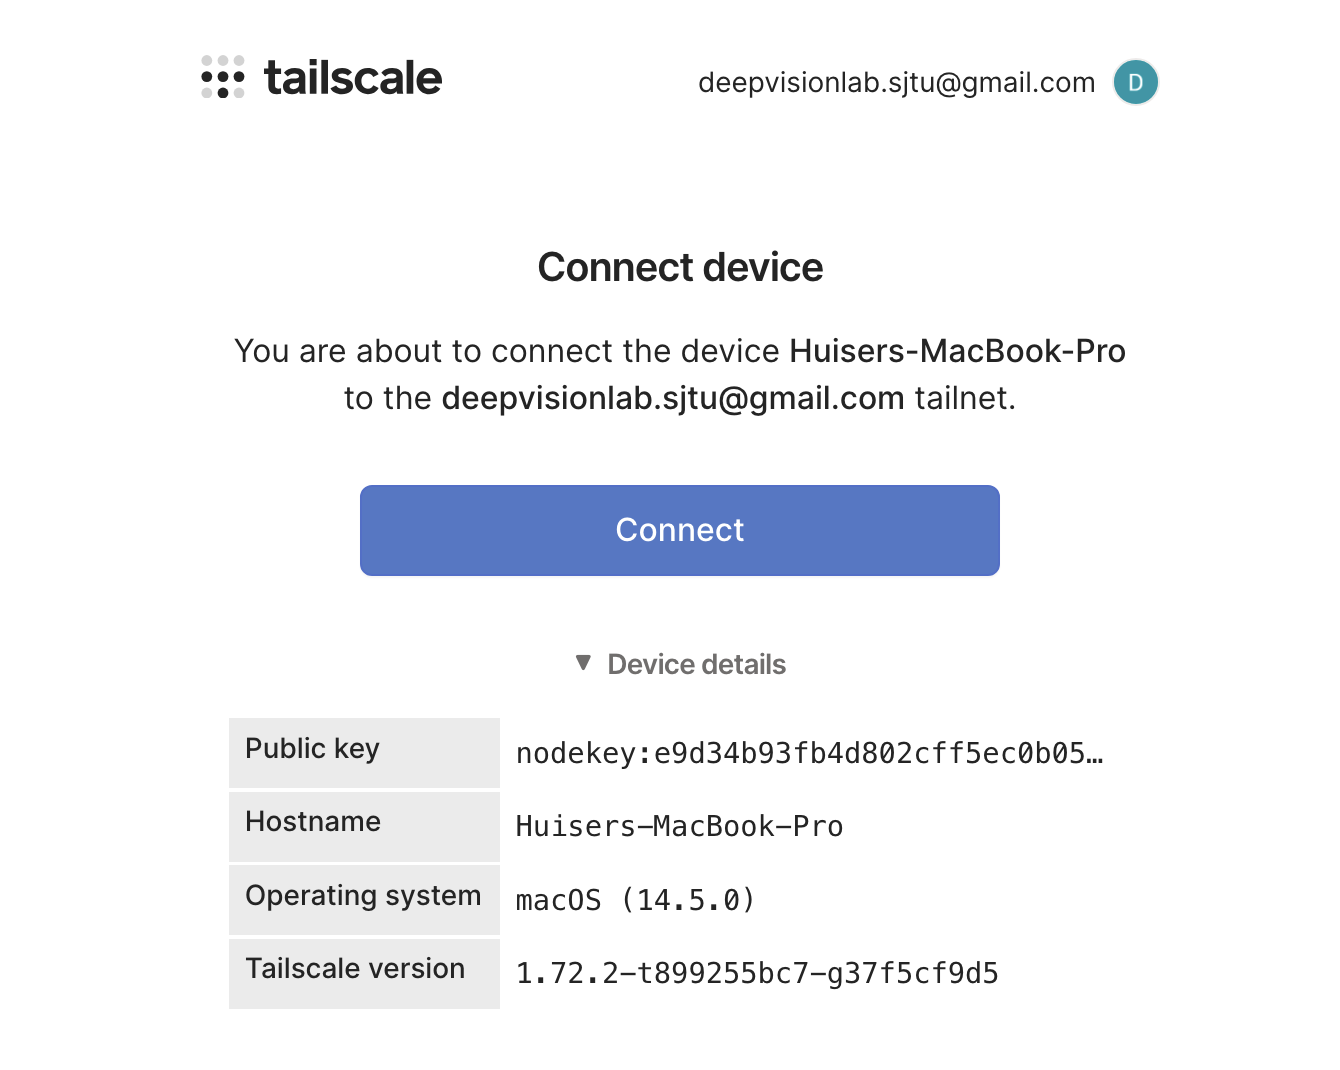 tailscale
deepvisionlab.sjtu@gmail.com D
Connect device
You are about to connect the device Huisers-MacBook-Pro
to the deepvisionlab.sjtu@gmail.com tailnet.
Connect
▼ Device details
Public key nodekey:e9d34b93fb4d802cff5ec0b05…
Hostname Huisers-MacBook-Pro
Operating system macOS (14.5.0)
Tailscale version 1.72.2-t899255bc7-g37f5cf9d5